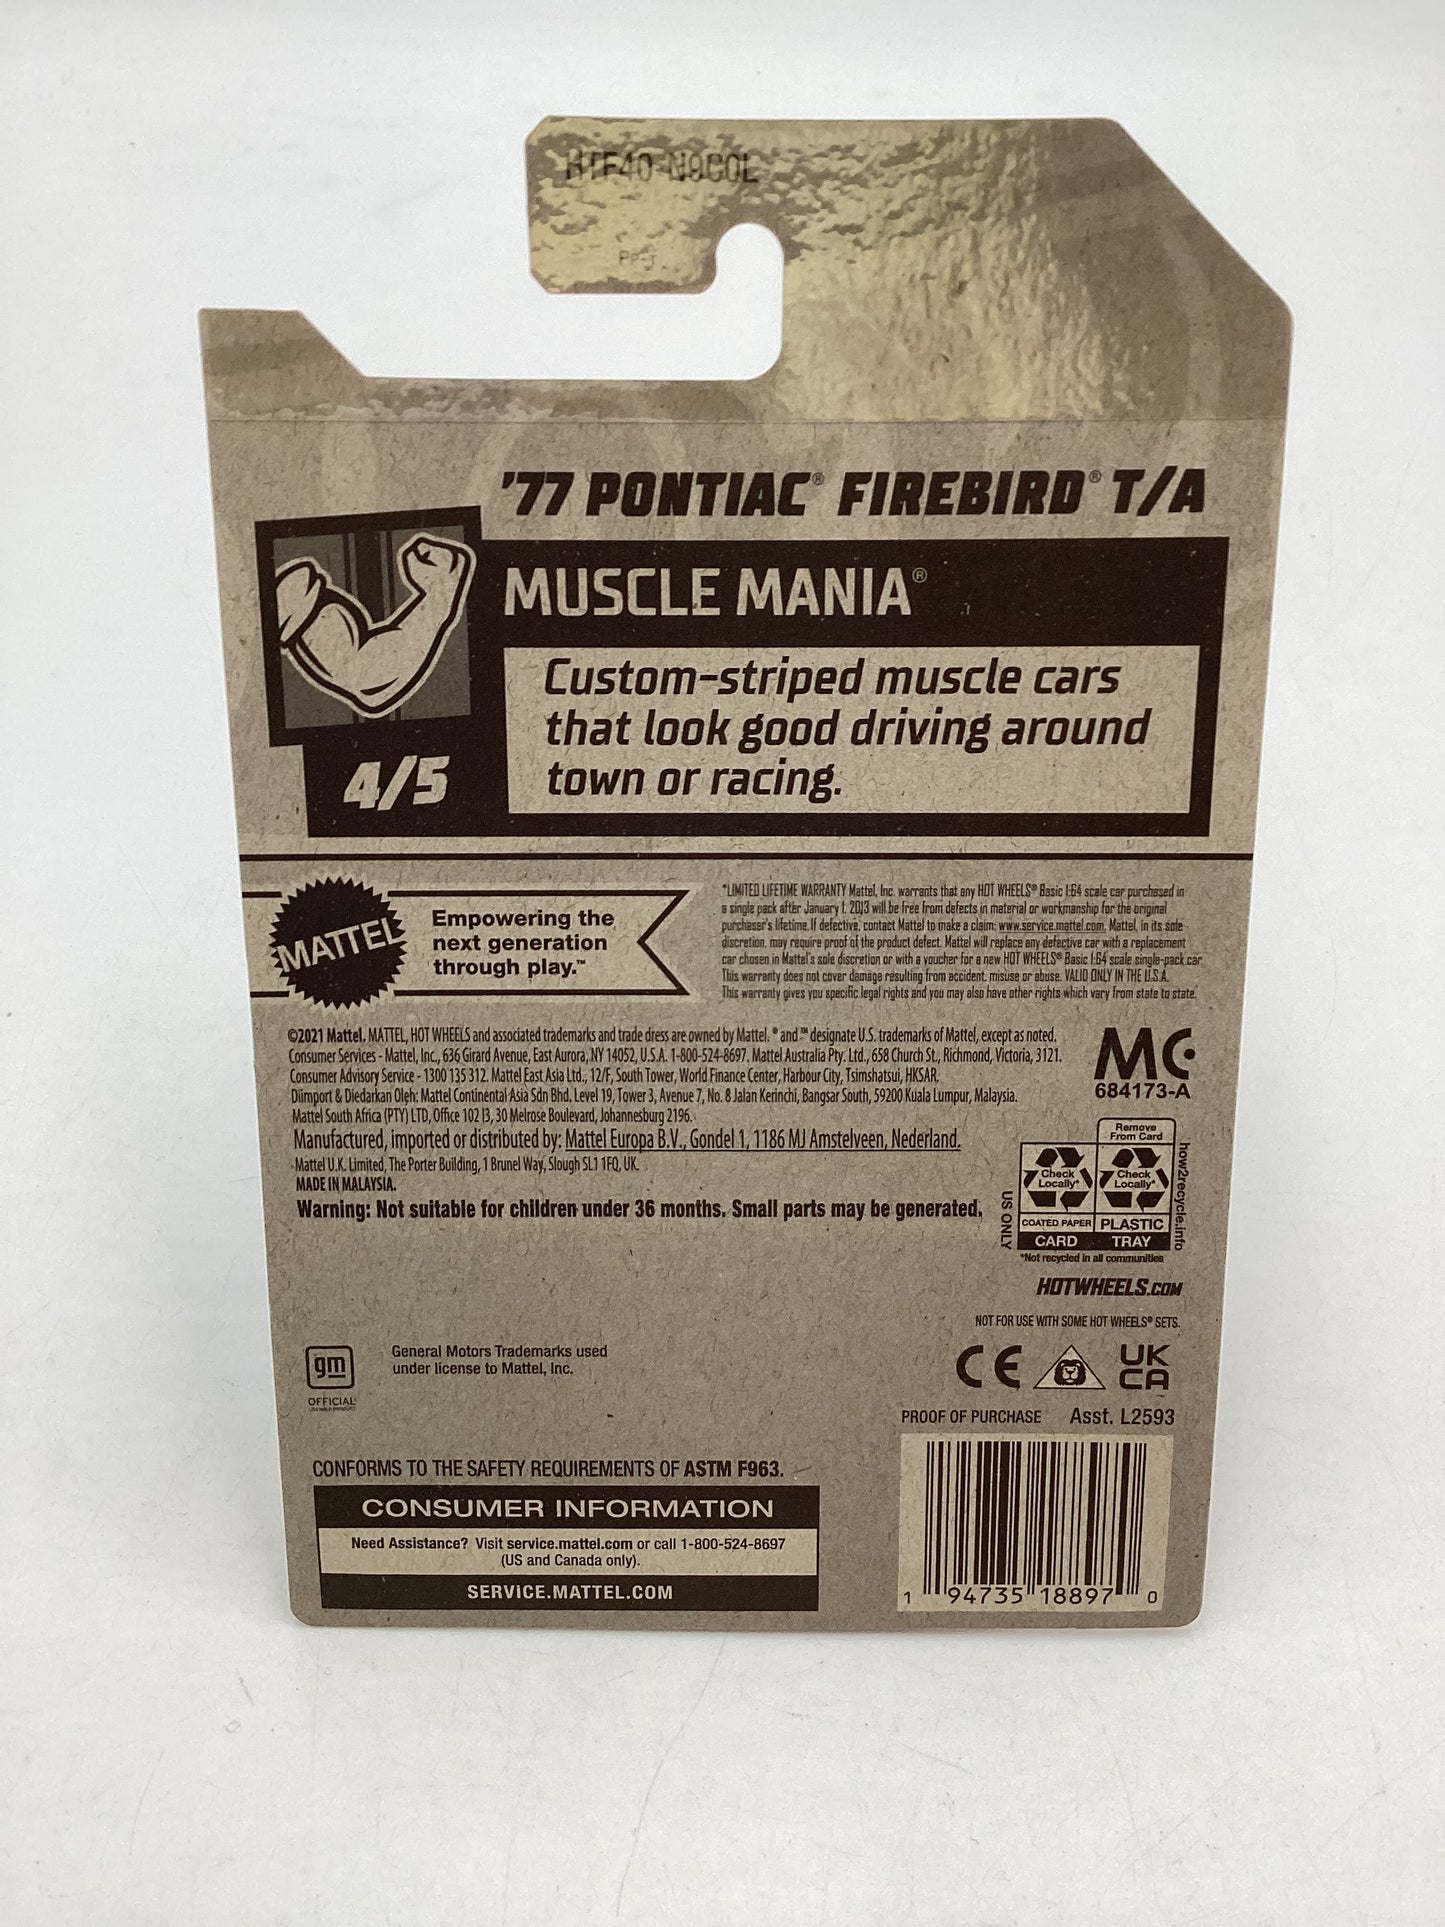 HTF40-N9C0L
PP-J
'77 PONTIAC® FIREBIRD® T/A
MUSCLE MANIA®
Custom-striped muscle cars
that look good driving around
town or racing.
4/5
MATTEL
Empowering the
next generation
through play.™
*LIMITED LIFETIME WARRANTY Mattel, Inc. warrants that any HOT WHEELS® Basic 1:64 scale car purchased in
a single pack after January 1, 2013 will be free from defects in material or workmanship for the original
purchaser's lifetime. If defective, contact Mattel to make a claim: www.service.mattel.com. Mattel, in its sole
discretion, may require proof of the product defect. Mattel will replace any defective car with a replacement
car chosen in Mattel's sole discretion or with a voucher for a new HOT WHEELS® Basic 1:64 scale single-pack car.
This warranty does not cover damage resulting from accident, misuse or abuse. VALID ONLY IN THE U.S.A.
This warranty gives you specific legal rights and you may also have other rights which vary from state to state.
©2021 Mattel. MATTEL, HOT WHEELS and associated trademarks and trade dress are owned by Mattel. ® and ™ designate U.S. trademarks of Mattel, except as noted.
Consumer Services - Mattel, Inc., 636 Girard Avenue, East Aurora, NY 14052, U.S.A. 1-800-524-8697. Mattel Australia Pty. Ltd., 658 Church St., Richmond, Victoria, 3121.
Consumer Advisory Service - 1300 135 312. Mattel East Asia Ltd., 12/F, South Tower, World Finance Center, Harbour City, Tsimshatsui, HKSAR.
Diimport & Diedarkan Oleh: Mattel Continental Asia Sdn Bhd. Level 19, Tower 3, Avenue 7, No. 8 Jalan Kerinchi, Bangsar South, 59200 Kuala Lumpur, Malaysia.
Mattel South Africa (PTY) LTD, Office 102 I3, 30 Melrose Boulevard, Johannesburg 2196.
Manufactured, imported or distributed by: Mattel Europa B.V., Gondel 1, 1186 MJ Amstelveen, Nederland.
Mattel U.K. Limited, The Porter Building, 1 Brunel Way, Slough SL1 1FQ, UK.
MADE IN MALAYSIA.
Warning: Not suitable for children under 36 months. Small parts may be generated.
MC
684173-A
Remove
From Card
Check
Locally*
Check
Locally*
COATED PAPER
PLASTIC
CARD
TRAY
US ONLY
how2recycle.info
*Not recycled in all communities
HOTWHEELS.COM
NOT FOR USE WITH SOME HOT WHEELS® SETS.
gm
OFFICIAL
General Motors Trademarks used
under license to Mattel, Inc.
CE
UK
CA
PROOF OF PURCHASE Asst. L2593
CONFORMS TO THE SAFETY REQUIREMENTS OF ASTM F963.
CONSUMER INFORMATION
Need Assistance? Visit service.mattel.com or call 1-800-524-8697
(US and Canada only).
SERVICE.MATTEL.COM
1 94735 18897 0